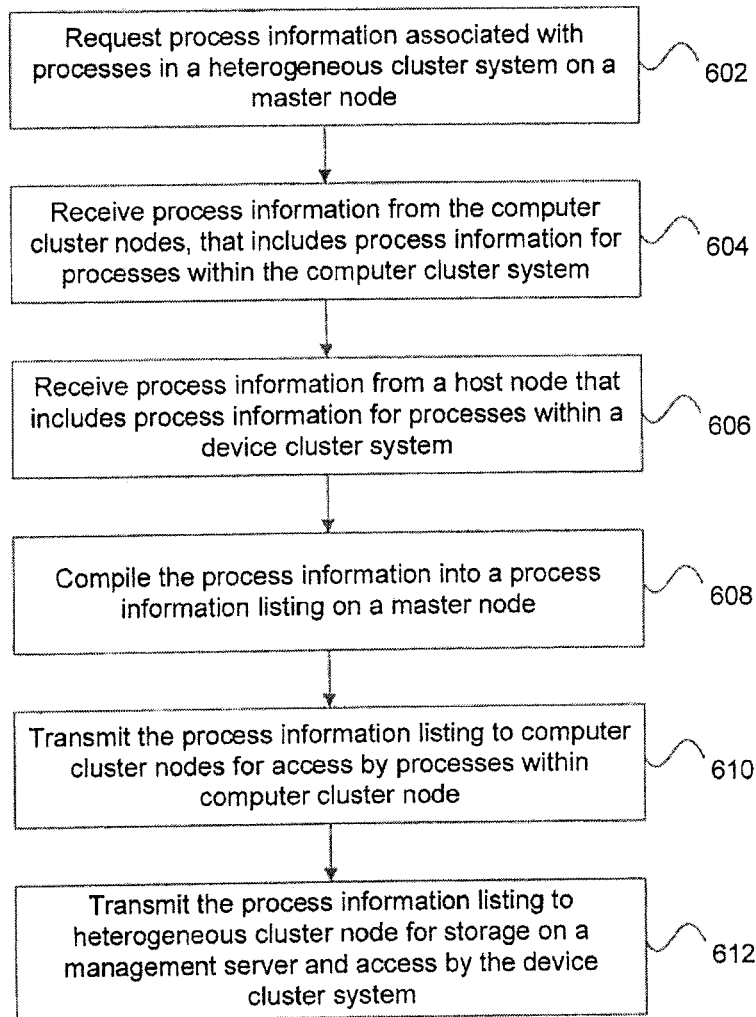 Request process information associated with
processes in a heterogeneous cluster system on a
master node
602
Receive process information from the computer
cluster nodes, that includes process information for
processes within the computer cluster system
604
Receive process information from a host node that
includes process information for processes within a
device cluster system
606
Compile the process information into a process
information listing on a master node
608
Transmit the process information listing to computer
cluster nodes for access by processes within
computer cluster node
610
Transmit the process information listing to
heterogeneous cluster node for storage on a
management server and access by the device
cluster system
612